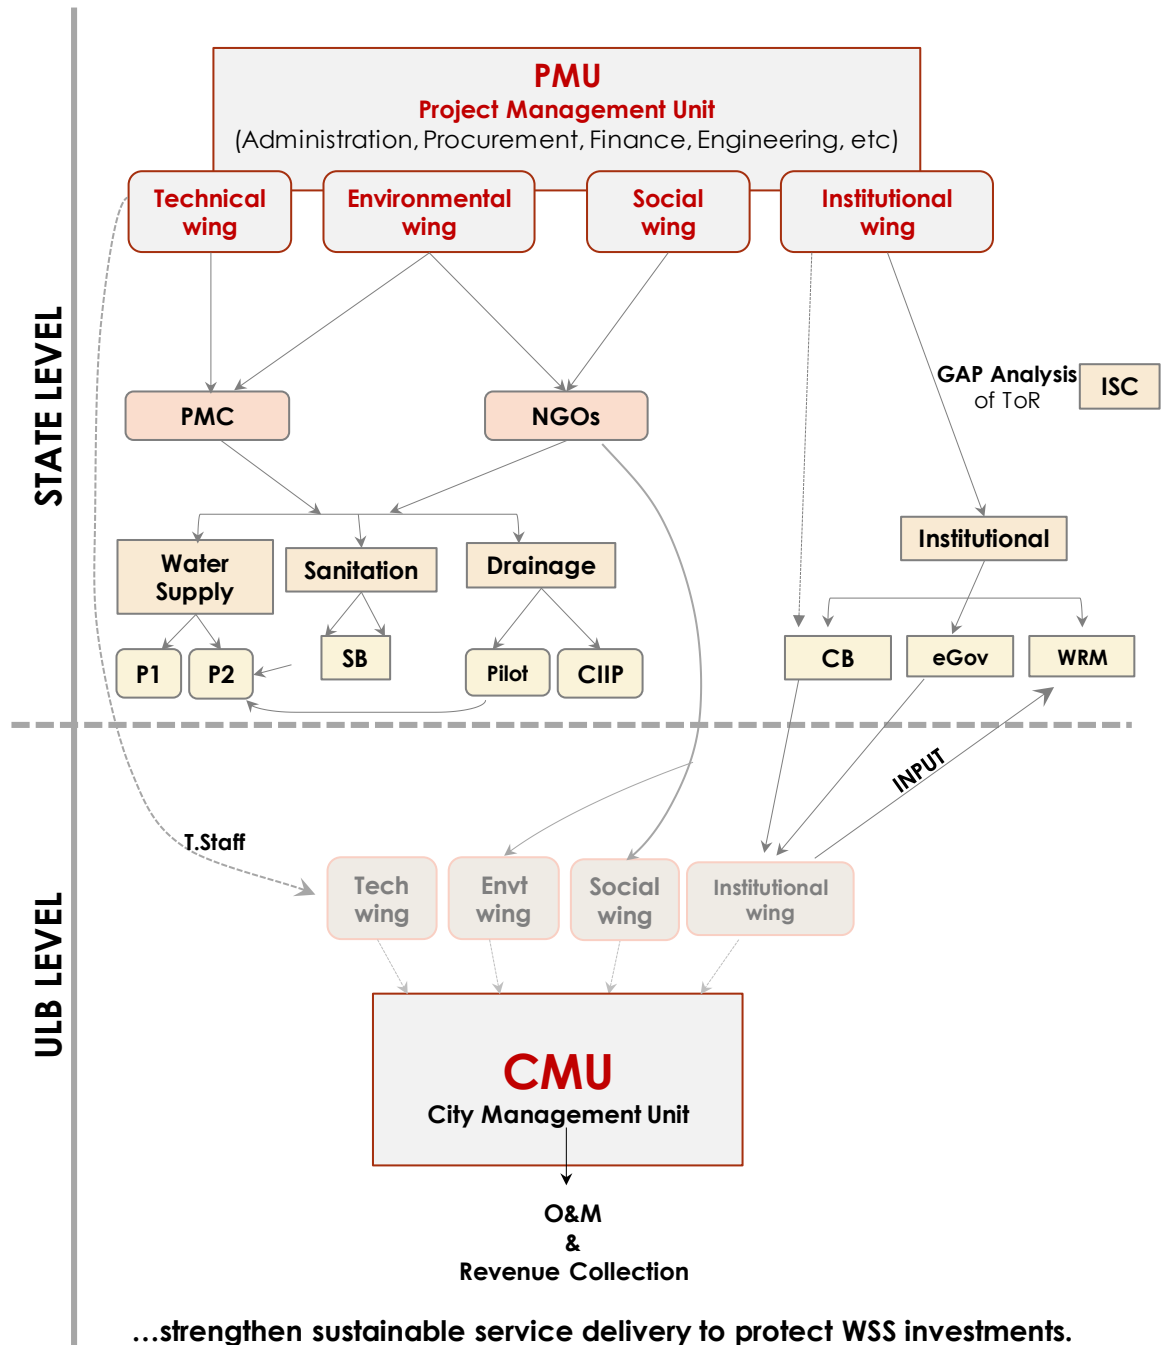 PMU
Project Management Unit
(Administration, Procurement, Finance, Engineering, etc)
Technical
wing
Environmental
wing
Social
wing
Institutional
wing
STATE LEVEL
GAP Analysis
of ToR
ISC
PMC
NGOs
Institutional
Water
Supply
Sanitation
Drainage
P1
P2
SB
Pilot
CIIP
CB
eGov
WRM
INPUT
T.Staff
ULB LEVEL
Tech
wing
Envt
wing
Social
wing
Institutional
wing
CMU
City Management Unit
O&M
&
Revenue Collection
...strengthen sustainable service delivery to protect WSS investments.